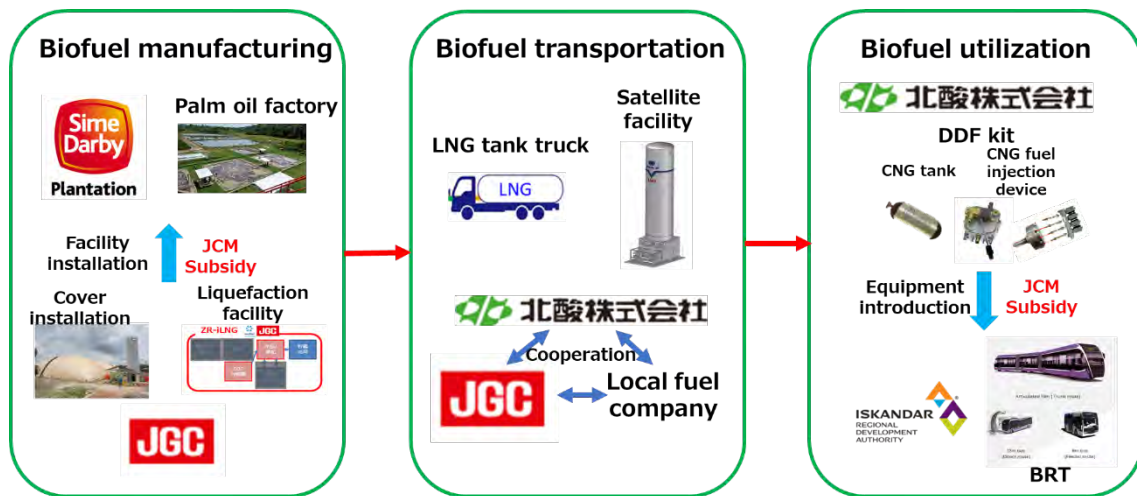 Biofuel manufacturing
Sime
Darby
Plantation
Palm oil factory
Facility
installation
JCM
Subsidy
Cover
installation
Liquefaction
facility
ZR-iLNG
JGC
JGC
Biofuel transportation
LNG tank truck
LNG
Satellite
facility
北酸株式会社
Cooperation
JGC
Local fuel
company
Biofuel utilization
北酸株式会社
DDF kit
CNG tank
CNG fuel
injection
device
Equipment
introduction
JCM
Subsidy
ISKANDAR
REGIONAL
DEVELOPMENT
AUTHORITY
BRT